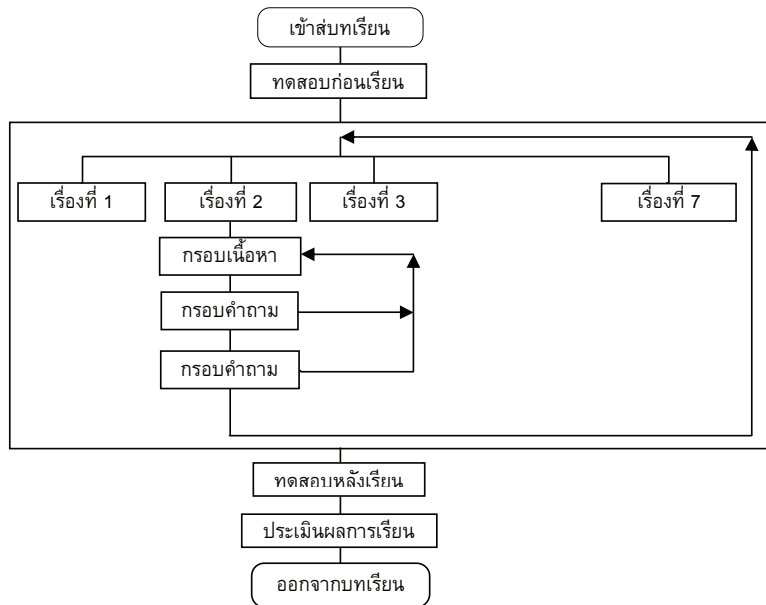 เข้าสู่บทเรียน
ทดสอบก่อนเรียน
เรื่องที่ 1
เรื่องที่ 2
เรื่องที่ 3
เรื่องที่ 7
กรอบเนื้อหา
กรอบคำถาม
กรอบคำถาม
ทดสอบหลังเรียน
ประเมินผลการเรียน
ออกจากบทเรียน